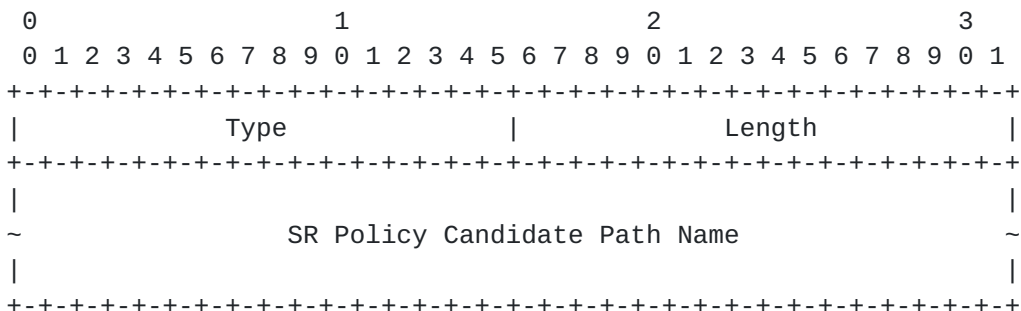 0                   1                   2                   3
 0 1 2 3 4 5 6 7 8 9 0 1 2 3 4 5 6 7 8 9 0 1 2 3 4 5 6 7 8 9 0 1
+-+-+-+-+-+-+-+-+-+-+-+-+-+-+-+-+-+-+-+-+-+-+-+-+-+-+-+-+-+-+-+-+
|             Type              |             Length            |
+-+-+-+-+-+-+-+-+-+-+-+-+-+-+-+-+-+-+-+-+-+-+-+-+-+-+-+-+-+-+-+-+
|                                                               |
~                 SR Policy Candidate Path Name                 ~
|                                                               |
+-+-+-+-+-+-+-+-+-+-+-+-+-+-+-+-+-+-+-+-+-+-+-+-+-+-+-+-+-+-+-+-+